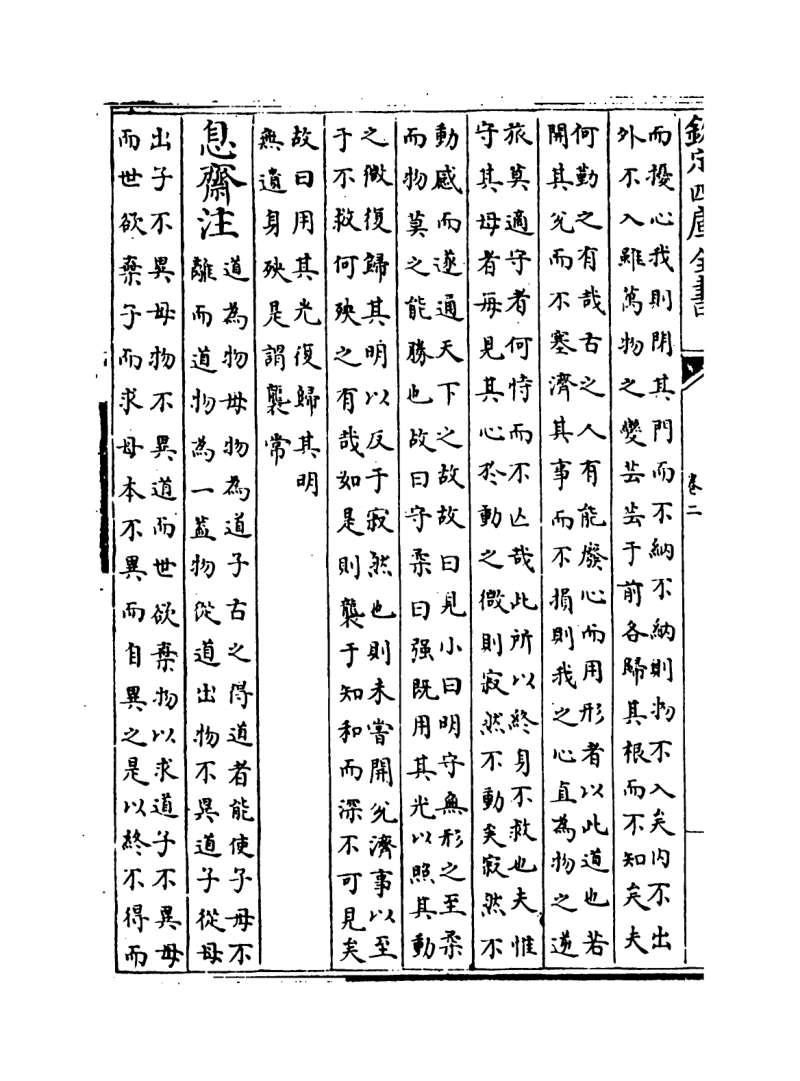 欽定四庫全書
卷二
而擾心我則閉其門而不納不納則物不入矣内不出
外不入雖萬物之變芸芸于前各歸其根而不知矣夫
何勤之有哉古之人有能廢心而用形者以此道也若
開其兊而不塞濟其事而不損則我之心直為物之逆
旅莫適守者何恃而不亡哉此所以終身不救也夫惟
守其母者每見其心於動之微則寂然不動矣寂然不
動感而遂通天下之故故曰見小曰明守無形之至柔
而物莫之能勝也故曰守柔曰强既用其光以照其動
之微復歸其明以反于寂然也則未嘗開兊濟事以至
于不救何殃之有哉如是則襲于知和而深不可見矣
故曰用其光復歸其明
無遺身殃是謂襲常
息齋注
道為物母物為道子古之得道者能使子母不
離而道物為一蓋物從道出物不異道子從母
出子不異母物不異道而世欲棄物以求道子不異母
而世欲棄子而求母本不異而自異之是以終不得而